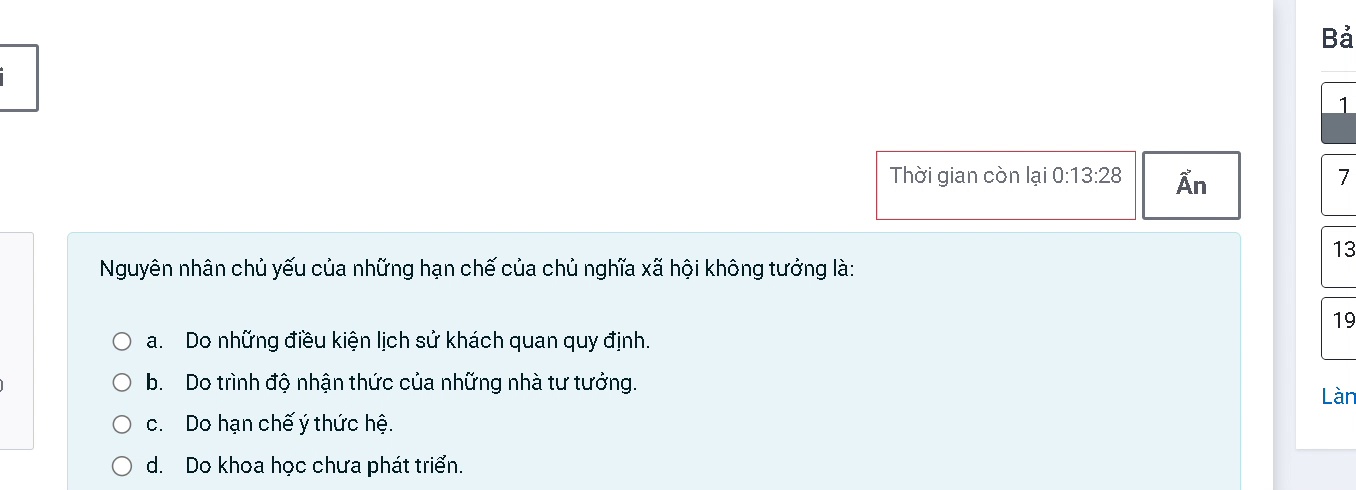 Thời gian còn lại 0:13:28
Ẩn
Nguyên nhân chủ yếu của những hạn chế của chủ nghĩa xã hội không tưởng là:
a. Do những điều kiện lịch sử khách quan quy định.
b. Do trình độ nhận thức của những nhà tư tưởng.
c. Do hạn chế ý thức hệ.
d. Do khoa học chưa phát triển.
1
7
13
19